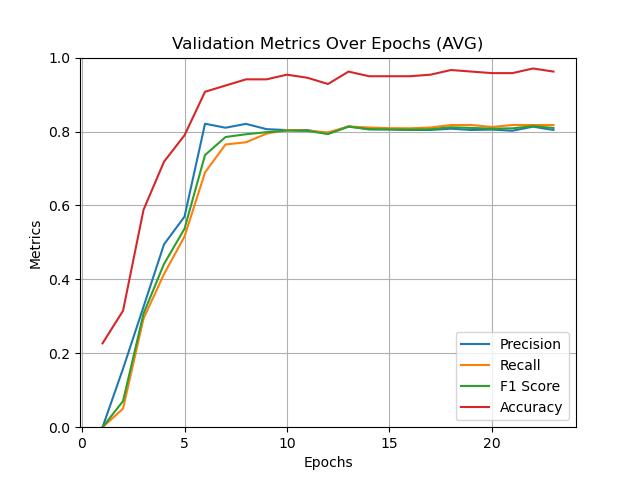 Validation Metrics Over Epochs (AVG)
1.0
0.8
0.6
0.4
0.2
0.0
Metrics
0 5 10 15 20
Epochs
Precision
Recall
F1 Score
Accuracy